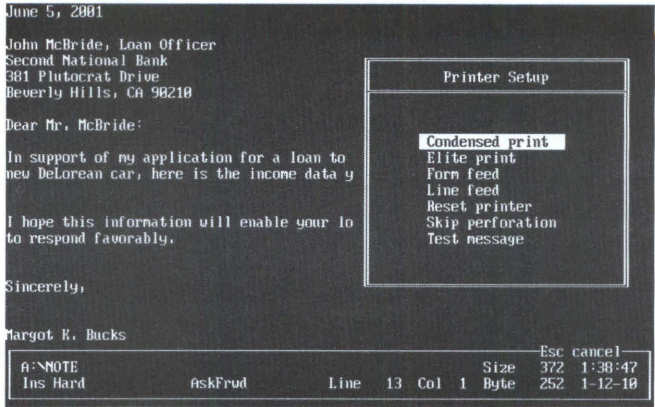 June 5, 2001
John McBride, Loan Officer
Second National Bank
381 Plutocrat Drive
Beverly Hills, CA 90210
Dear Mr. McBride:
In support of my application for a loan to
new DeLorean car, here is the income data y
I hope this information will enable your lo
to respond favorably.
Sincerely,
Margot K. Bucks
Printer Setup
Condensed print
Elite print
Form feed
Line feed
Reset printer
Skip perforation
Test message
Esc cancel
A:\NOTE Size 372 1:38:47
Ins Hard AskFrwd Line 13 Col 1 Byte 252 1-12-10